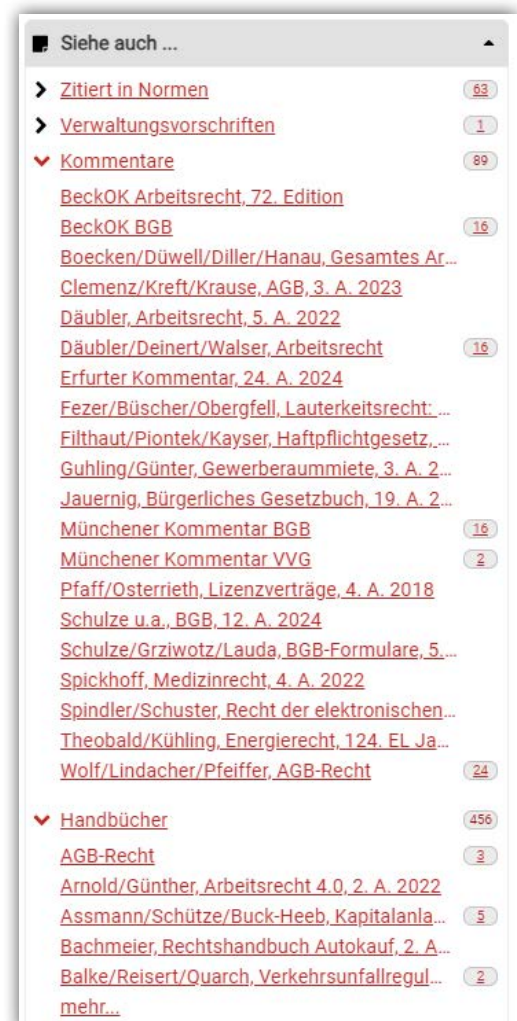 Siehe auch ...
Zitiert in Normen 63
Verwaltungsvorschriften 1
Kommentare 89
BeckOK Arbeitsrecht, 72. Edition
BeckOK BGB 16
Boecken/Düwell/Diller/Hanau, Gesamtes Ar...
Clemenz/Kreft/Krause, AGB, 3. A. 2023
Däubler, Arbeitsrecht, 5. A. 2022
Däubler/Deinert/Walser, Arbeitsrecht 16
Erfurter Kommentar, 24. A. 2024
Fezer/Büscher/Obergfell, Lauterkeitsrecht: ...
Filthaut/Piontek/Kayser, Haftpflichtgesetz, ...
Guhling/Günter, Gewerberaummiete, 3. A. 2...
Jauernig, Bürgerliches Gesetzbuch, 19. A. 2...
Münchener Kommentar BGB 16
Münchener Kommentar VVG 2
Pfaff/Osterrieth, Lizenzverträge, 4. A. 2018
Schulze u.a., BGB, 12. A. 2024
Schulze/Grziwotz/Lauda, BGB-Formulare, 5....
Spickhoff, Medizinrecht, 4. A. 2022
Spindler/Schuster, Recht der elektronischen...
Theobald/Kühling, Energierecht, 124. EL Ja...
Wolf/Lindacher/Pfeiffer, AGB-Recht 24
Handbücher 456
AGB-Recht 3
Arnold/Günther, Arbeitsrecht 4.0, 2. A. 2022
Assmann/Schütze/Buck-Heeb, Kapitalanla... 5
Bachmeier, Rechtshandbuch Autokauf, 2. A...
Balke/Reisert/Quarch, Verkehrsunfallregul... 2
mehr...